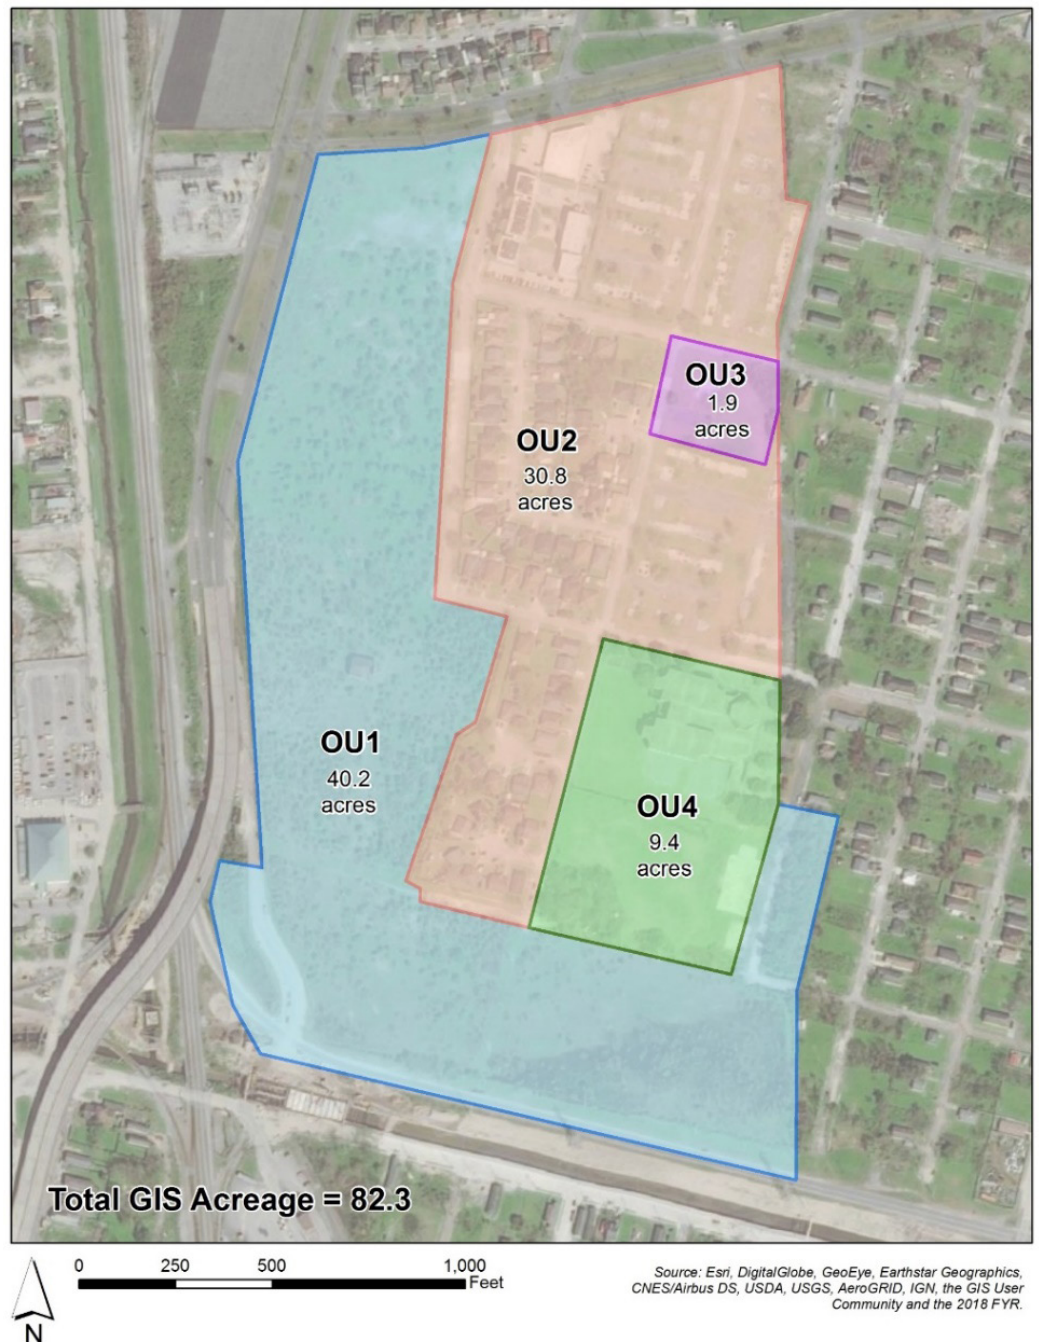 OU3
1.9
acres
OU2
30.8
acres
OU1
40.2
acres
OU4
9.4
acres
Total GIS Acreage = 82.3
0 250 500 1,000
Feet
N
Source: Esri, DigitalGlobe, GeoEye, Earthstar Geographics,
CNES/Airbus DS, USDA, USGS, AeroGRID, IGN, the GIS User
Community and the 2018 FYR.